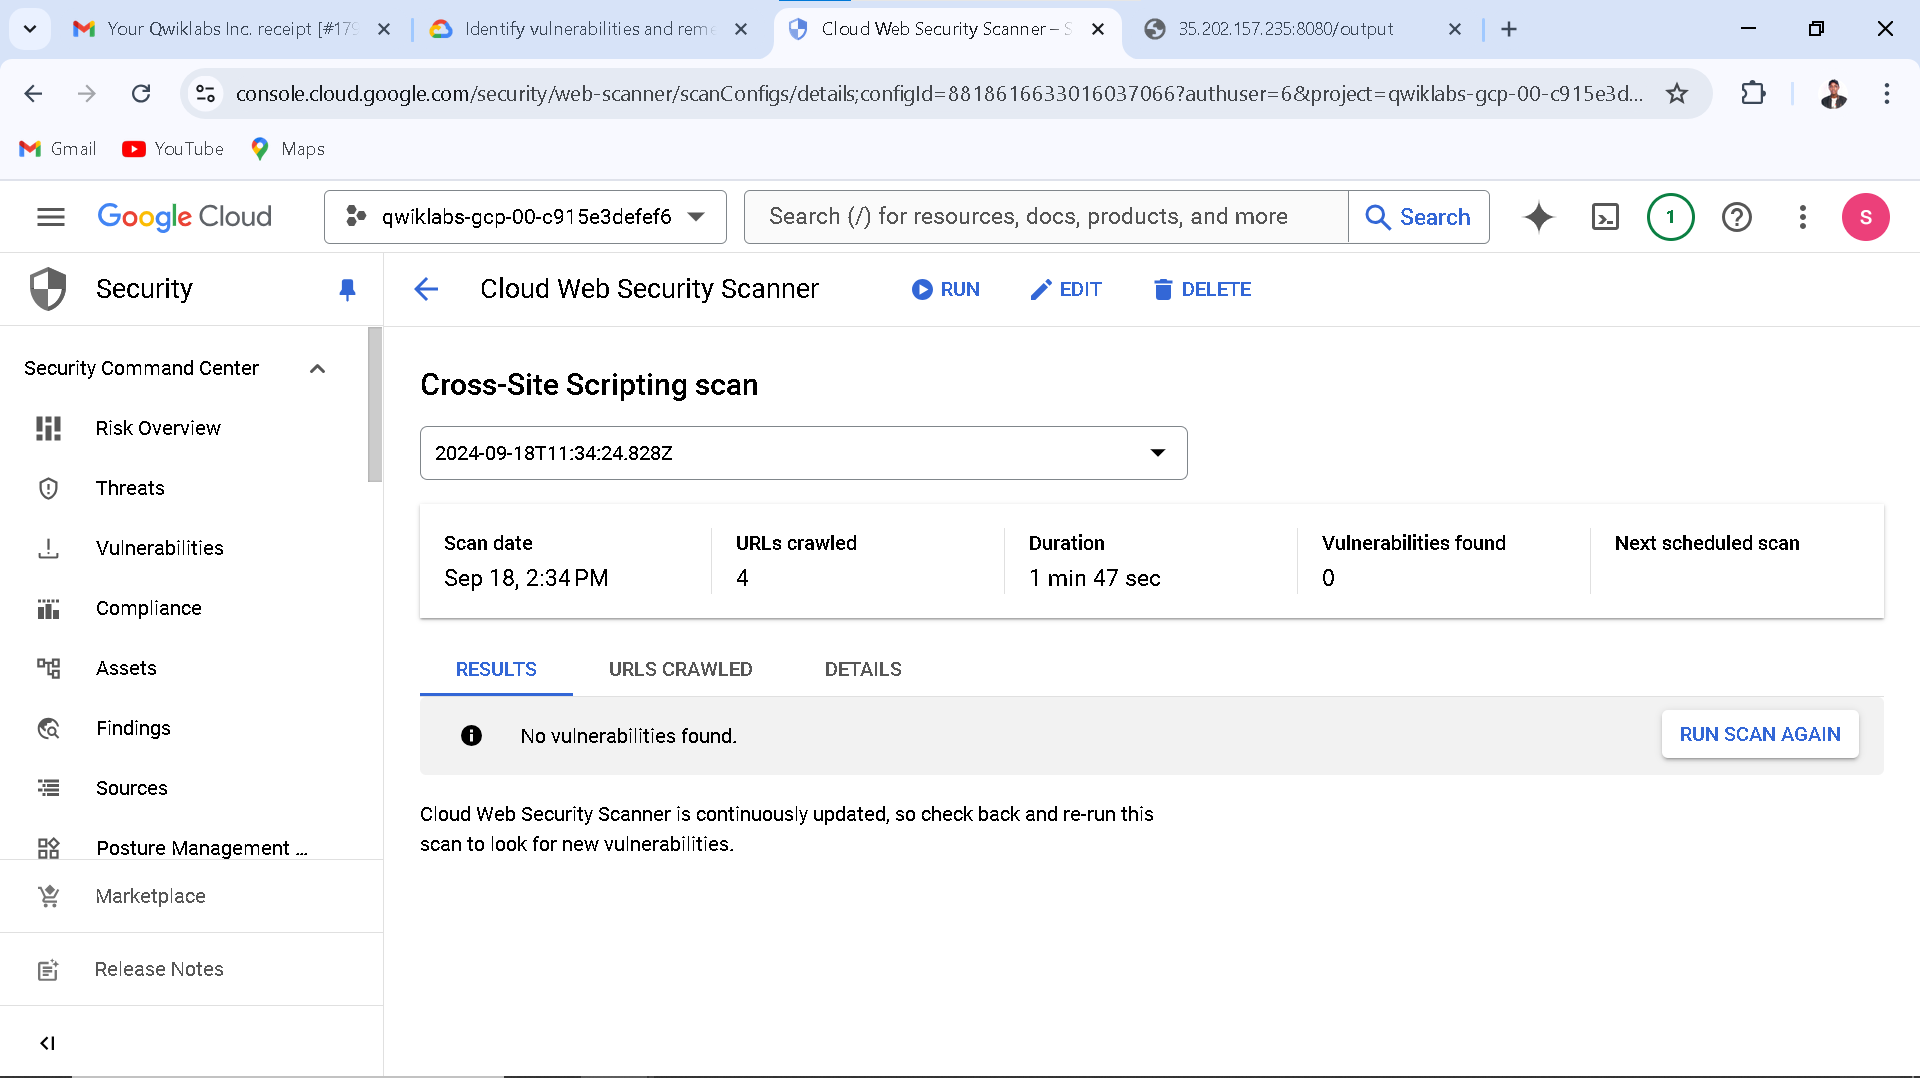 Your Qwiklabs Inc. receipt [#179
Identify vulnerabilities and reme
Cloud Web Security Scanner – S
35.202.157.235:8080/output
console.cloud.google.com/security/web-scanner/scanConfigs/details;configId=8818616633016037066?authuser=6&project=qwiklabs-gcp-00-c915e3d...
Gmail
YouTube
Maps
Google Cloud
qwiklabs-gcp-00-c915e3defef6
Search (/) for resources, docs, products, and more
Search
1
S
Security
Cloud Web Security Scanner
RUN
EDIT
DELETE
Security Command Center
Risk Overview
Threats
Vulnerabilities
Compliance
Assets
Findings
Sources
Posture Management ...
Marketplace
Release Notes
Cross-Site Scripting scan
2024-09-18T11:34:24.828Z
Scan date
Sep 18, 2:34 PM
URLs crawled
4
Duration
1 min 47 sec
Vulnerabilities found
0
Next scheduled scan
RESULTS
URLS CRAWLED
DETAILS
No vulnerabilities found.
RUN SCAN AGAIN
Cloud Web Security Scanner is continuously updated, so check back and re-run this
scan to look for new vulnerabilities.